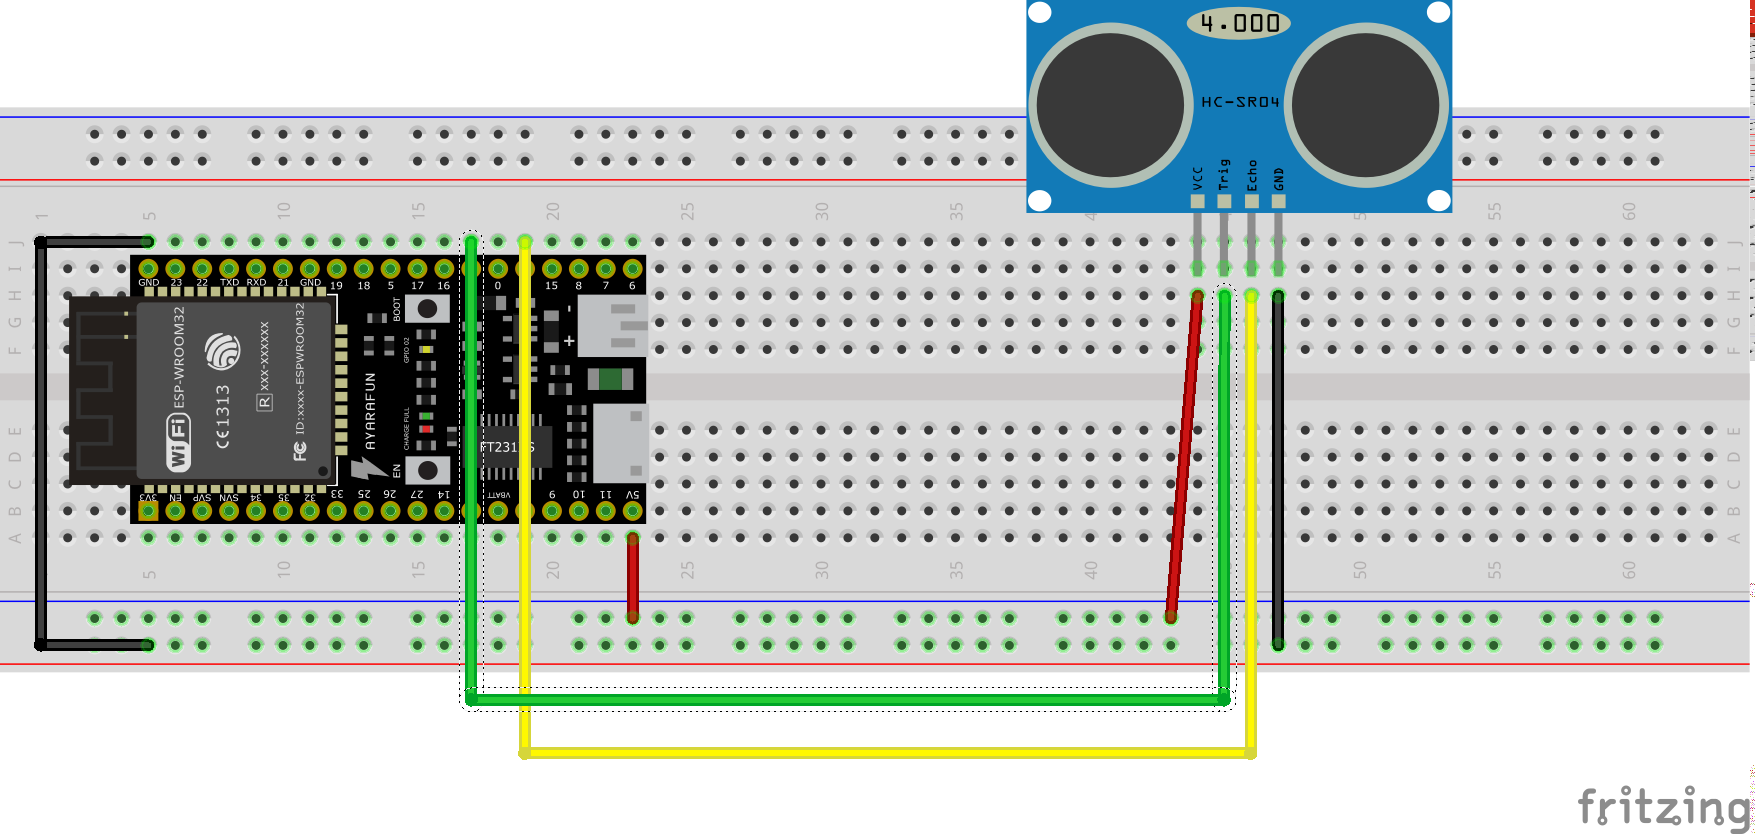 4.000
HC-SR04
VCC Trig Echo GND
1 5 10 15 20 25 30 35 4 5 55 60
J J
I I
H H
G G
F F
GND 23 22 TXD RXD 21 GND 19 18 5 17 16 0 15 8 7 6
BOOT
GPIO 02
- +
WiFi
ESP-WROOM32
CE1313
R XXX-XXXXXX
FC ID:xxxx-ESPWROOM32
AYARAFUN
CHARGE FULL
EN
FT231XS
3V3 EN SVP SVN 34 35 32 33 25 26 27 14 VBATT 9 10 11 5V
E E
D D
C C
B B
A A
5 10 15 20 25 30 35 40 50 55 60
fritzing